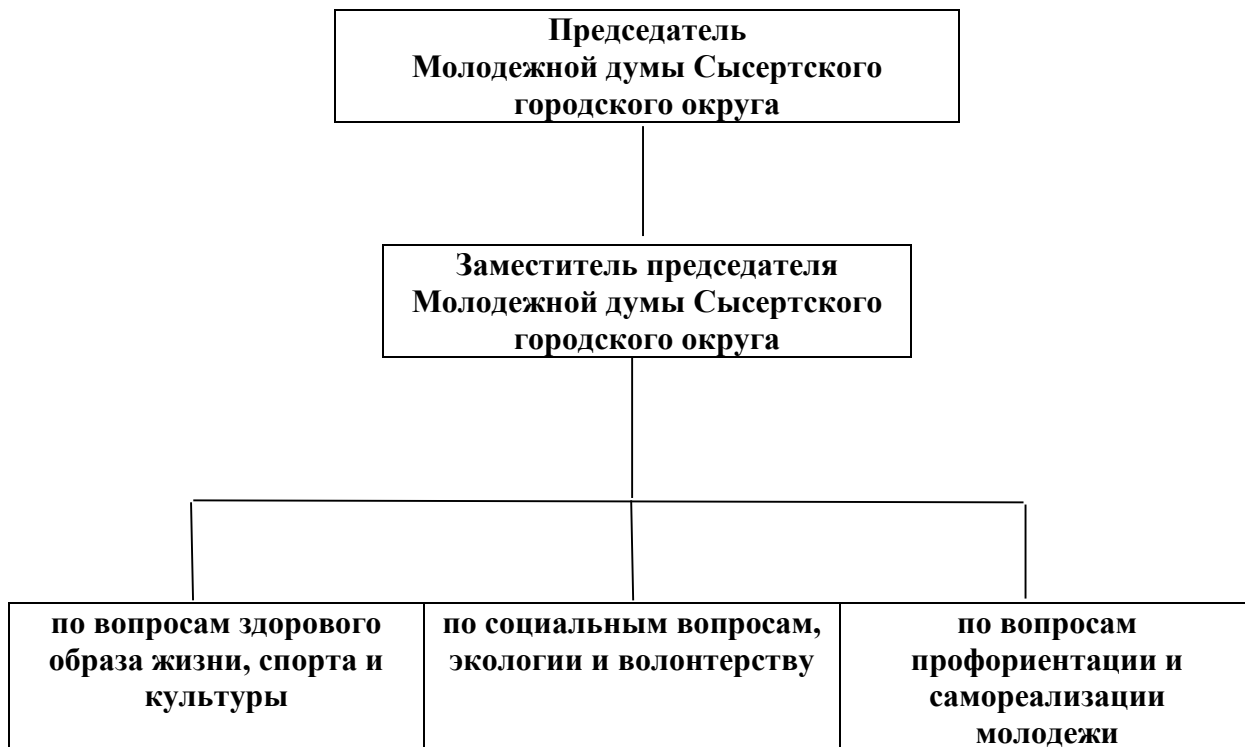 Председатель
Молодежной думы Сысертского
городского округа
Заместитель председателя
Молодежной думы Сысертского
городского округа
по вопросам здорового
образа жизни, спорта и
культуры
по социальным вопросам,
экологии и волонтерству
по вопросам
профориентации и
самореализации
молодежи